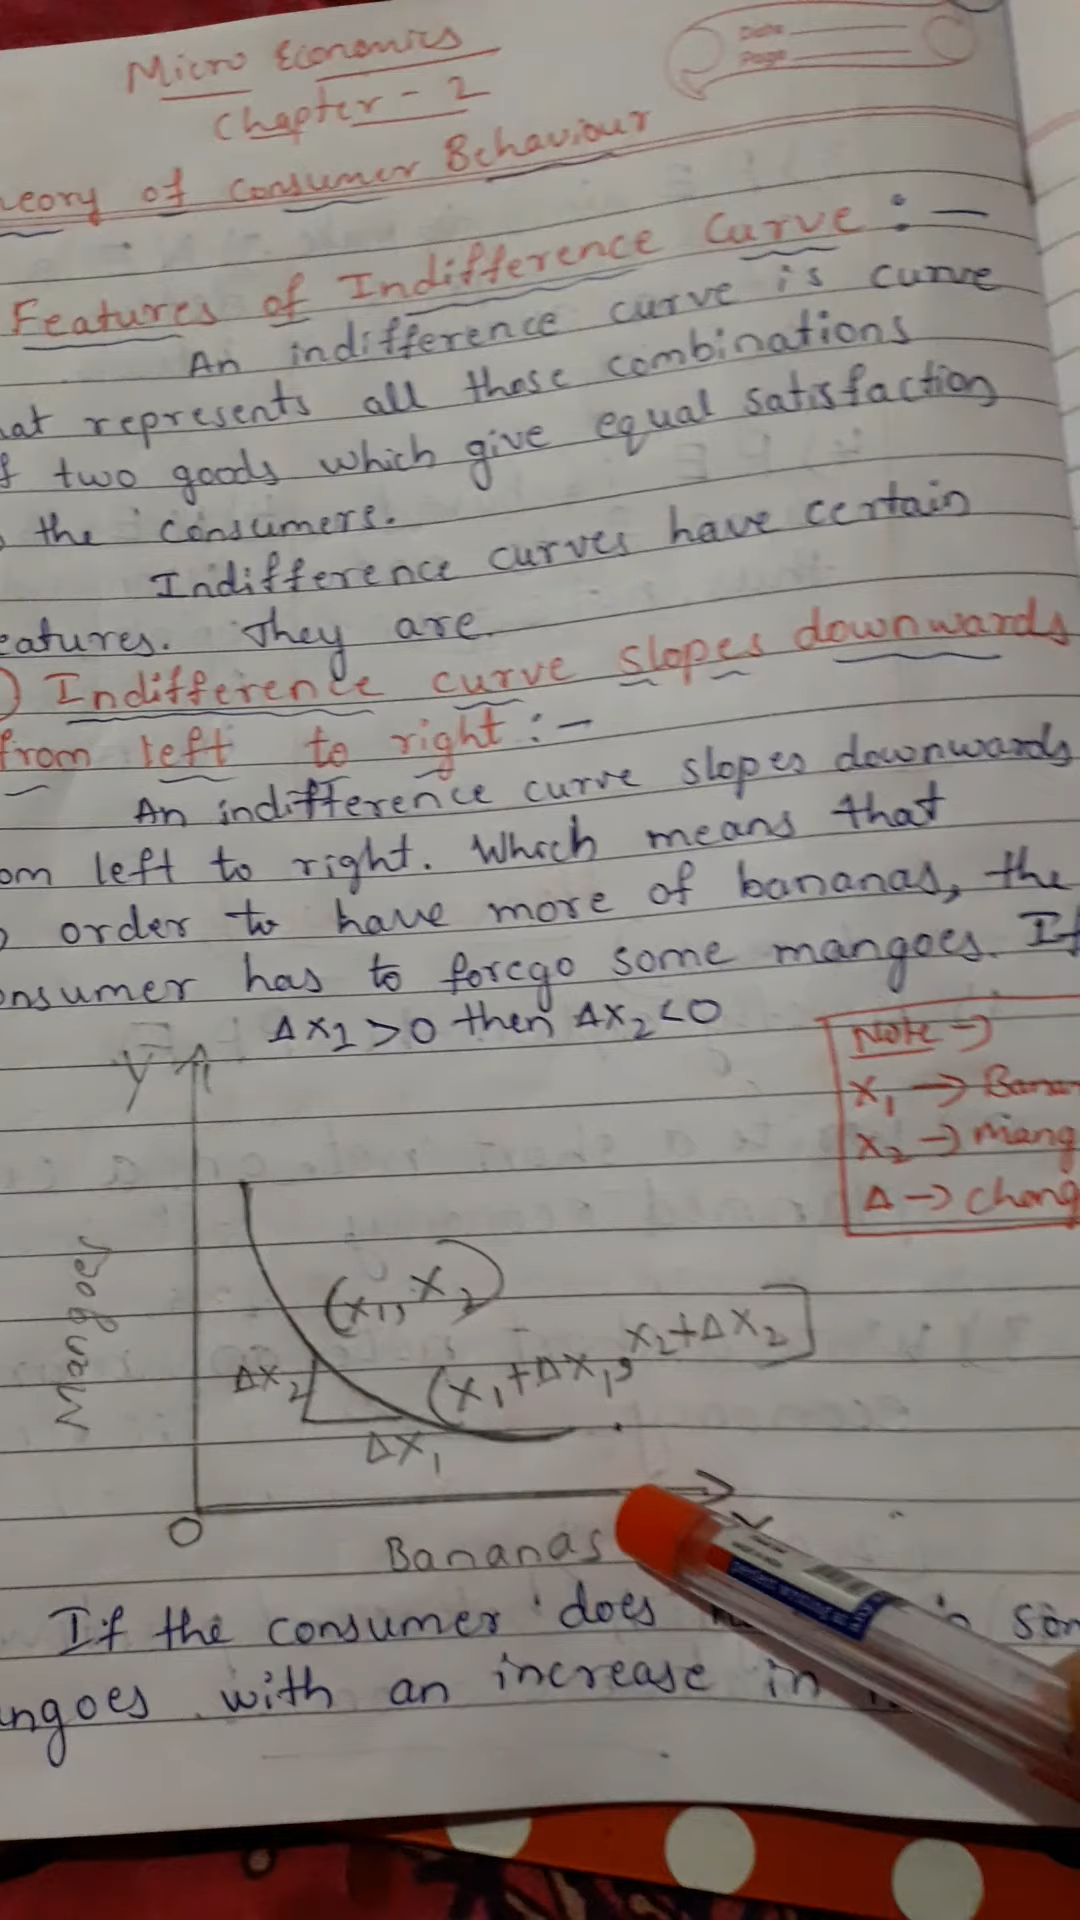 Micro Economics
Chapter - 2
Date
Page
eory of Consumer Behaviour
Features of Indifference Curve :-
An indifference curve is curve
at represents all those combinations
f two goods which give equal satisfaction
the consumers.
Indifference curves have certain
eatures. They are.
) Indifference curve slopes downwards
from left to right :-
An indifference curve slopes downwards
om left to right. Which means that
order to have more of bananas, the
onsumer has to forego some mangoes. If
Δx1 >0 then Δx2 <0
Note →
X1 → Bana
X2 → Mang
Δ → Chang
Y
Mangoes
(x1, x2)
(x1+Δx1, x2+Δx2]
Δx2
Δx1
O
X
Bananas
If the consumer does
ngoes with an increase in